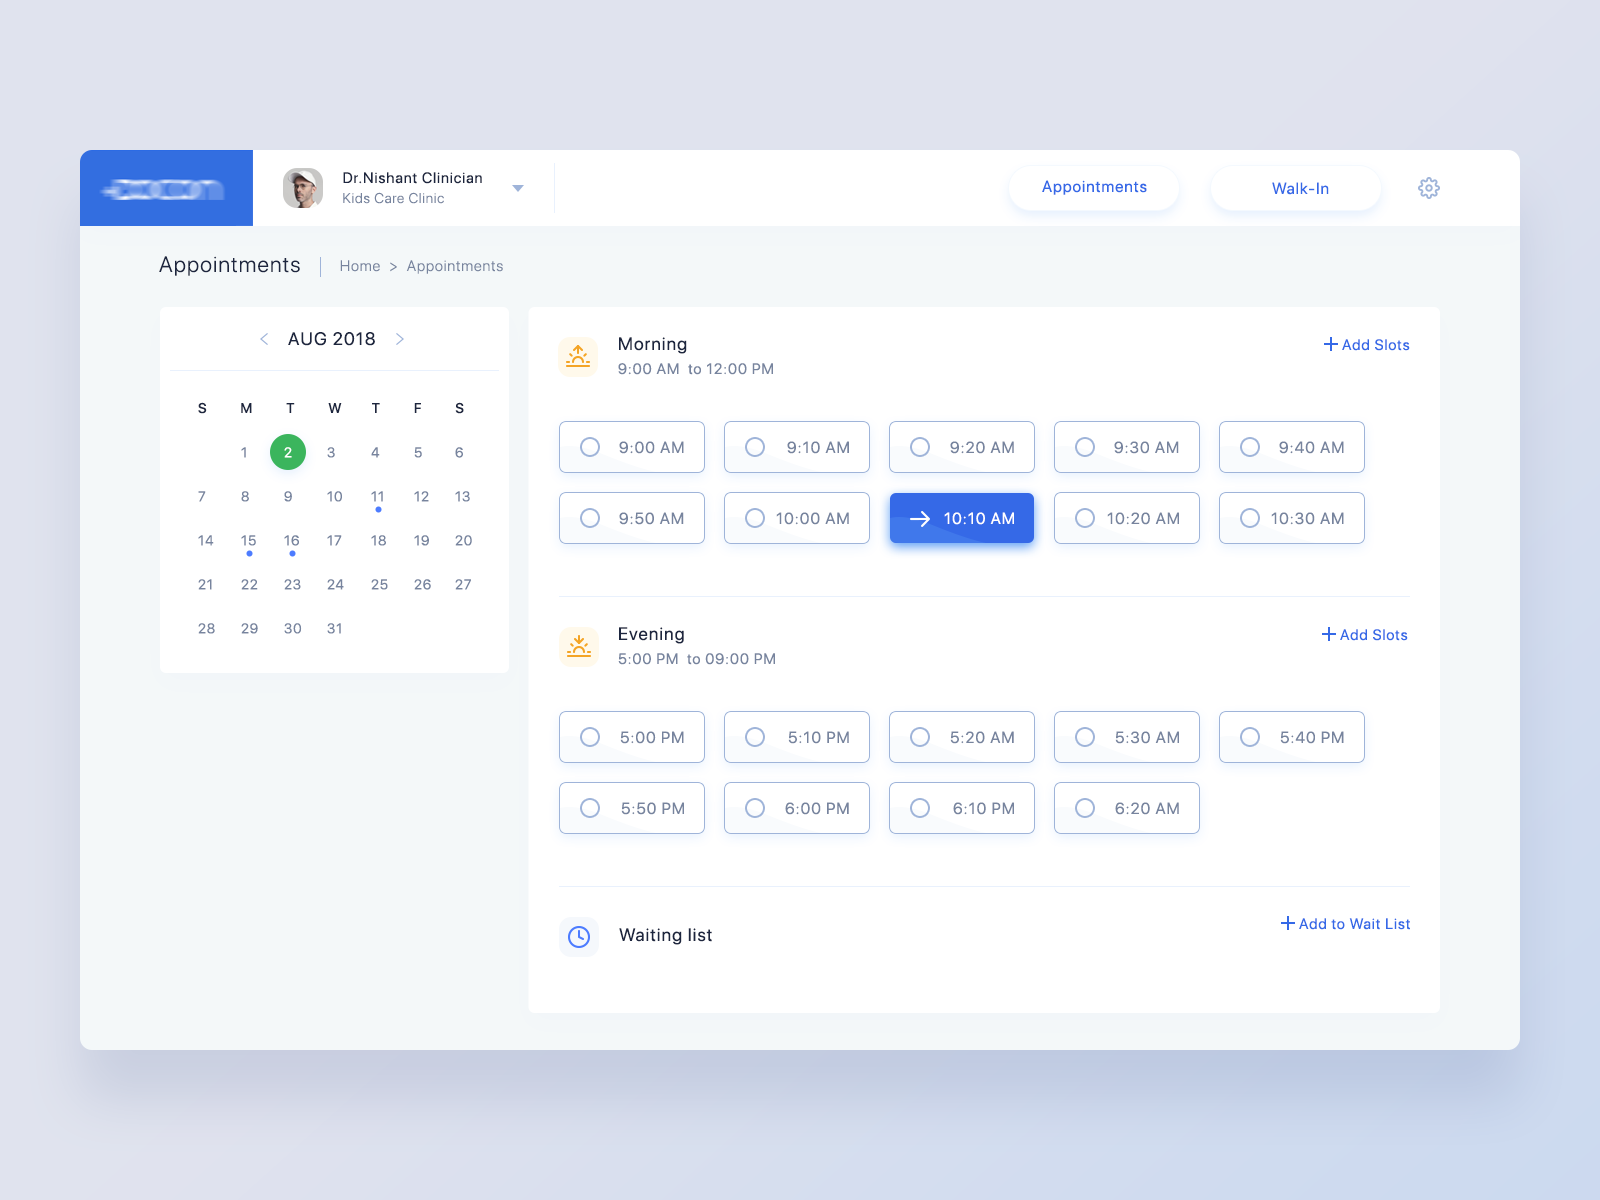 Dr.Nishant Clinician
Kids Care Clinic
Appointments
Walk-In
Appointments
Home > Appointments
< AUG 2018 >
S M T W T F S
1 2 3 4 5 6
7 8 9 10 11 12 13
14 15 16 17 18 19 20
21 22 23 24 25 26 27
28 29 30 31
Morning
9:00 AM to 12:00 PM
+ Add Slots
9:00 AM 9:10 AM 9:20 AM 9:30 AM 9:40 AM
9:50 AM 10:00 AM 10:10 AM 10:20 AM 10:30 AM
Evening
5:00 PM to 09:00 PM
+ Add Slots
5:00 PM 5:10 PM 5:20 AM 5:30 AM 5:40 PM
5:50 PM 6:00 PM 6:10 PM 6:20 AM
Waiting list
+ Add to Wait List